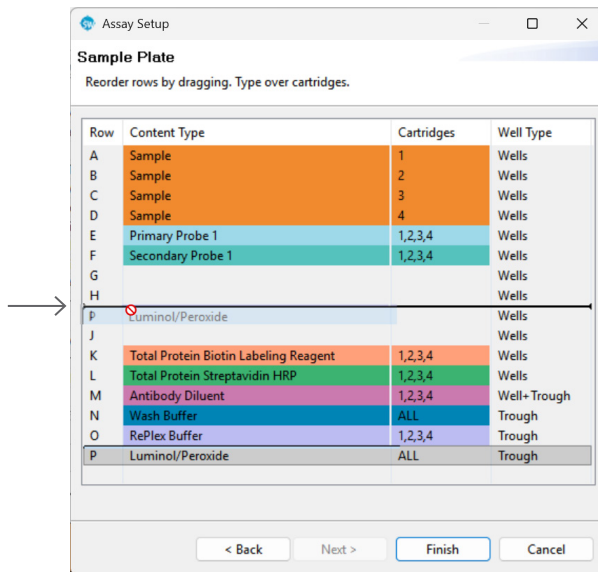 SW Assay Setup
Sample Plate
Reorder rows by dragging. Type over cartridges.
Row Content Type Cartridges Well Type
A Sample 1 Wells
B Sample 2 Wells
C Sample 3 Wells
D Sample 4 Wells
E Primary Probe 1 1,2,3,4 Wells
F Secondary Probe 1 1,2,3,4 Wells
G Wells
H Wells
P Luminol/Peroxide Wells
J Wells
K Total Protein Biotin Labeling Reagent 1,2,3,4 Wells
L Total Protein Streptavidin HRP 1,2,3,4 Wells
M Antibody Diluent 1,2,3,4 Well+Trough
N Wash Buffer ALL Trough
O RePlex Buffer 1,2,3,4 Trough
P Luminol/Peroxide ALL Trough
< Back Next > Finish Cancel